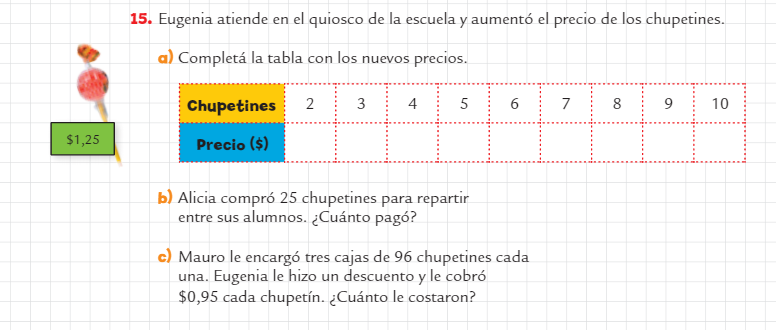 15. Eugenia atiende en el quiosco de la escuela y aumentó el precio de los chupetines.
a) Completá la tabla con los nuevos precios.
$1,25
Chupetines 2 3 4 5 6 7 8 9 10
Precio ($)
b) Alicia compró 25 chupetines para repartir
entre sus alumnos. ¿Cuánto pagó?
c) Mauro le encargó tres cajas de 96 chupetines cada
una. Eugenia le hizo un descuento y le cobró
$0,95 cada chupetín. ¿Cuánto le costaron?